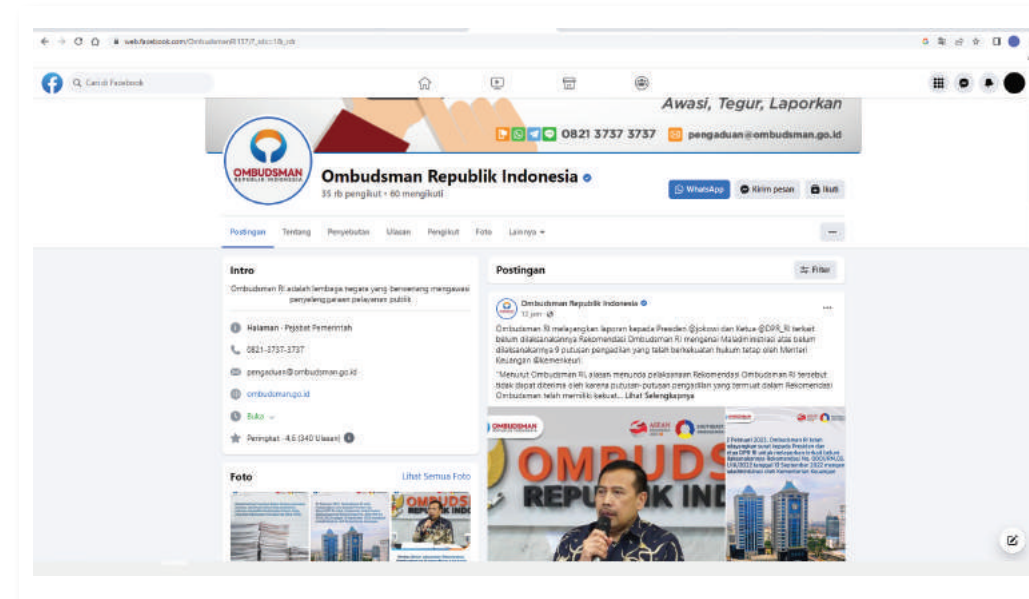 Cari di Facebook
Awasi, Tegur, Laporkan
0821 3737 3737 pengaduan@ombudsman.go.id
OMBUDSMAN
REPUBLIK INDONESIA
Ombudsman Republik Indonesia
35 rb pengikut • 60 mengikuti
WhatsApp Kirim pesan Ikuti
Postingan Tentang Penyebutan Ulasan Pengikut Foto Lainnya
Intro
Ombudsman RI adalah lembaga negara yang berwenang mengawasi
penyelenggaraan pelayanan publik
Halaman · Pejabat Pemerintah
0821-3737-3737
pengaduan@ombudsman.go.id
ombudsman.go.id
Buka
Peringkat · 4,6 (340 Ulasan)
Foto
Lihat Semua Foto
Postingan
Filter
Ombudsman Republik Indonesia
12 jam
Ombudsman RI melayangkan laporan kepada Presiden @jokowi dan Ketua @DPR_RI terkait
belum dilaksanakannya Rekomendasi Ombudsman RI mengenai Maladministrasi atas belum
dilaksanakannya 9 putusan pengadilan yang telah berkekuatan hukum tetap oleh Menteri
Keuangan @kemenkeuri
"Menurut Ombudsman RI, alasan menunda pelaksanaan Rekomendasi Ombudsman RI tersebut
tidak dapat diterima oleh karena putusan-putusan pengadilan yang termuat dalam Rekomendasi
Ombudsman telah memiliki kekuat... Lihat Selengkapnya
OMBUDSMAN
ASEAN
OMBUDS
REPUBLIK IND